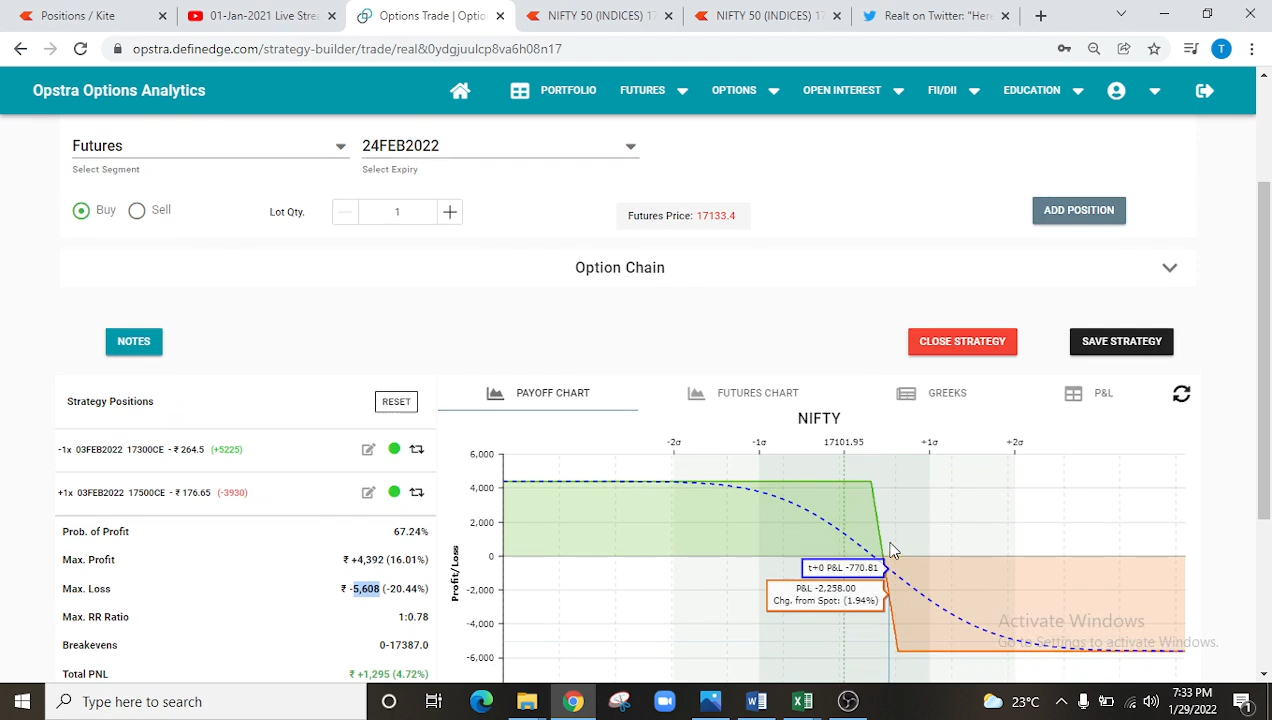 Positions / Kite
01-Jan-2021 Live Stre
Options Trade | Option
NIFTY 50 (INDICES) | 17
NIFTY 50 (INDICES) | 17
Realt on Twitter: "Here
opstra.definedge.com/strategy-builder/trade/real&0ydgjuulcp8va6h08n17
T
Opstra Options Analytics
PORTFOLIO
FUTURES
OPTIONS
OPEN INTEREST
FII/DII
EDUCATION
Futures
24FEB2022
Select Segment
Select Expiry
Buy
Sell
Lot Qty.
1
Futures Price: 17133.4
ADD POSITION
Option Chain
NOTES
CLOSE STRATEGY
SAVE STRATEGY
Strategy Positions
RESET
PAYOFF CHART
FUTURES CHART
GREEKS
P&L
-1x 03FEB2022 17300CE - ₹ 264.5 (+5225)
+1x 03FEB2022 17500CE - ₹ 176.65 (-3930)
Prob. of Profit 67.24%
Max. Profit ₹ +4,392 (16.01%)
Max. Loss ₹ -5,608 (-20.44%)
Max. RR Ratio 1:0.78
Breakevens 0-17387.0
Total PNL ₹ +1,295 (4.72%)
NIFTY
-2σ -1σ 17101.95 +1σ +2σ
6,000
4,000
2,000
0
-2,000
-4,000
-6,000
Profit/Loss
t+0 P&L -770.81
P&L -2,258.00
Chg. from Spot: (1.94%)
Activate Windows
Go to Settings to activate Windows.
Type here to search
23°C
7:33 PM
1/29/2022
1